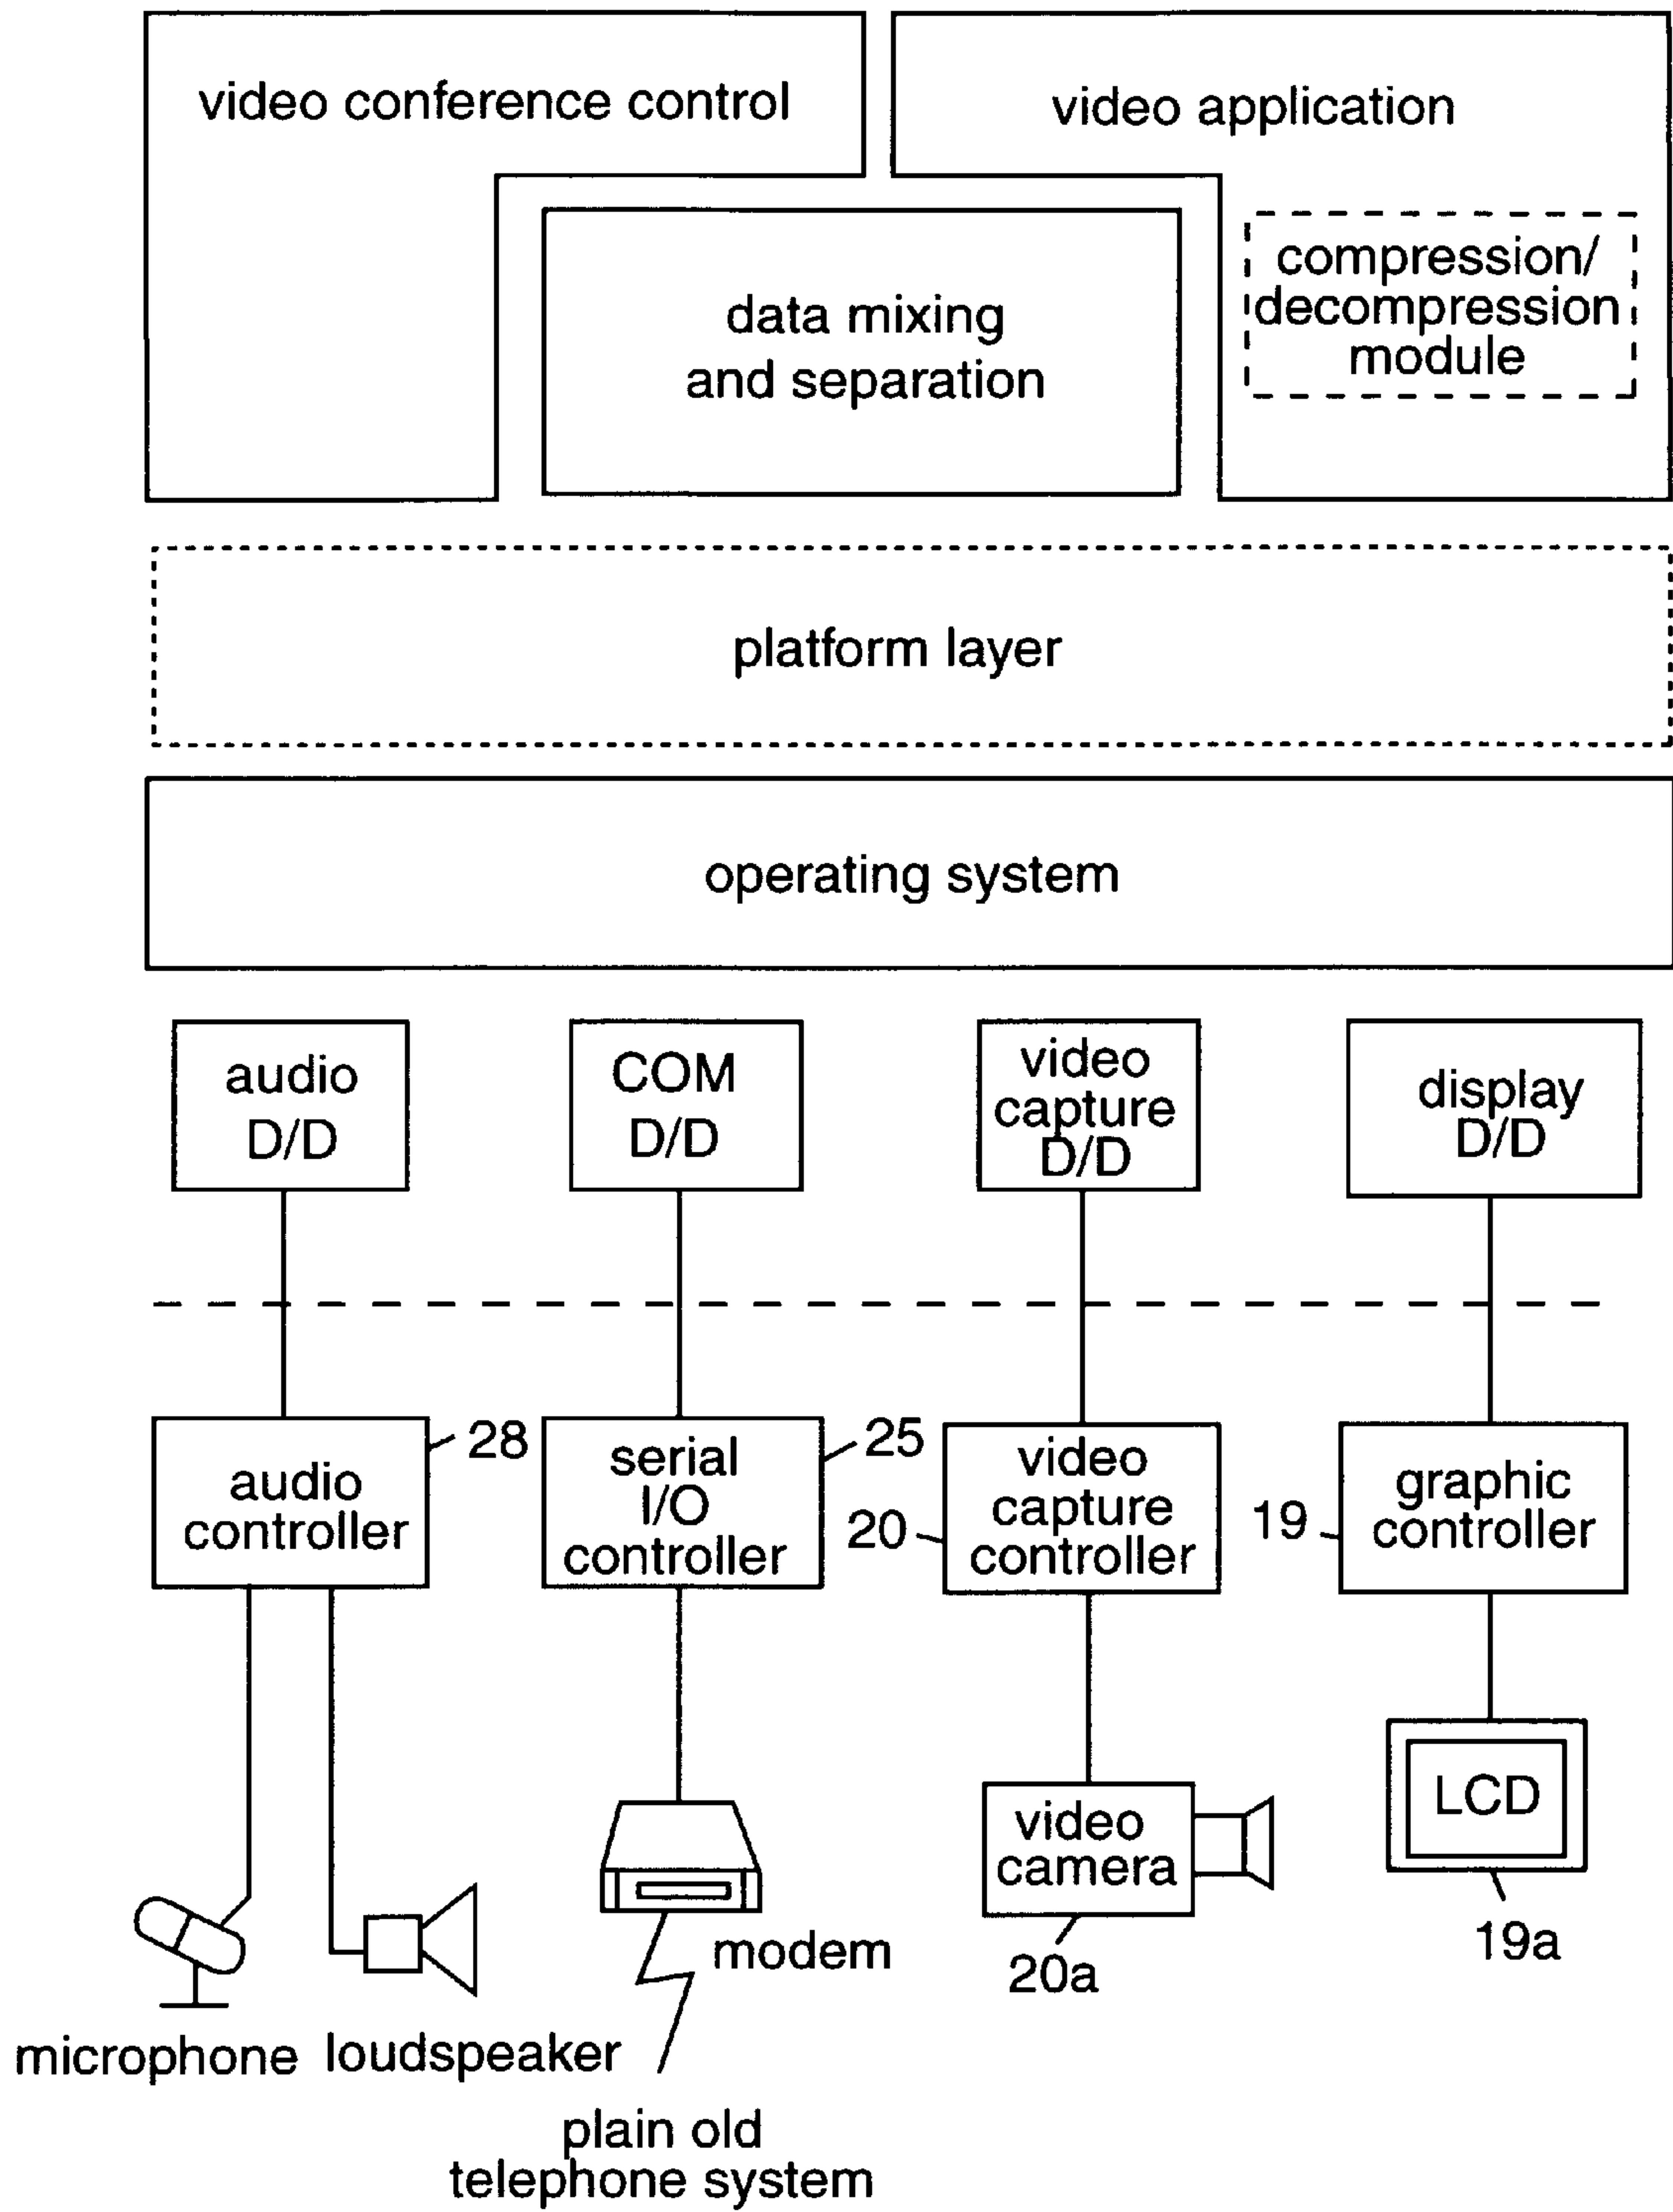 video conference control
video application
compression/
decompression
module
data mixing
and separation
platform layer
operating system
audio
D/D
COM
D/D
video
capture
D/D
display
D/D
28
audio
controller
25
serial
I/O
controller
20
video
capture
controller
19
graphic
controller
LCD
19a
video
camera
20a
modem
microphone
loudspeaker
plain old
telephone system